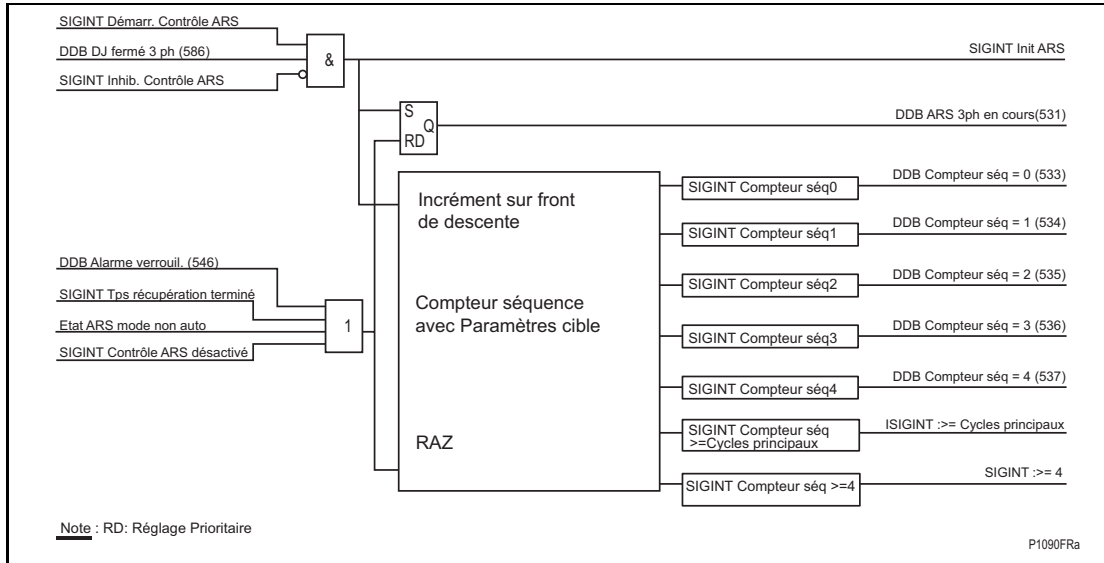 SIGINT Démarr. Contrôle ARS
DDB DJ fermé 3 ph (586)
SIGINT Inhib. Contrôle ARS
&
SIGINT Init ARS
S
Q
RD
DDB ARS 3ph en cours(531)
Incrément sur front
de descente
Compteur séquence
avec Paramètres cible
RAZ
DDB Alarme verrouil. (546)
SIGINT Tps récupération terminé
Etat ARS mode non auto
SIGINT Contrôle ARS désactivé
1
SIGINT Compteur séq0
DDB Compteur séq = 0 (533)
SIGINT Compteur séq1
DDB Compteur séq = 1 (534)
SIGINT Compteur séq2
DDB Compteur séq = 2 (535)
SIGINT Compteur séq3
DDB Compteur séq = 3 (536)
SIGINT Compteur séq4
DDB Compteur séq = 4 (537)
SIGINT Compteur séq
>=Cycles principaux
ISIGINT :>= Cycles principaux
SIGINT Compteur séq >=4
SIGINT :>= 4
Note : RD: Réglage Prioritaire
P1090FRa